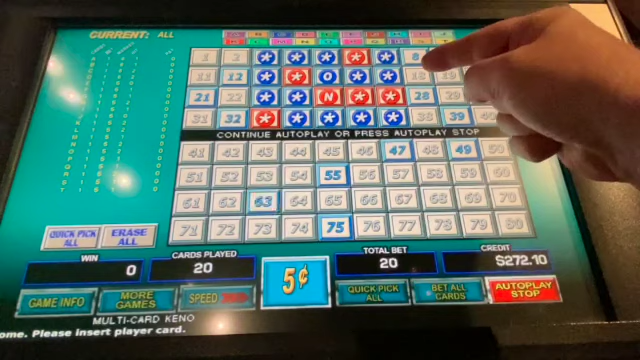 CURRENT: ALL
1 2 8
11 12 O 18 19
21 22 N 28 29
31 32 38 39 40
CONTINUE AUTOPLAY OR PRESS AUTOPLAY STOP
41 42 43 44 45 46 47 48 49 50
51 52 53 54 55 56 57 58 59 60
61 62 63 64 65 66 67 68 69 70
71 72 73 74 75 76 77 78 79 80
QUICK PICK ALL
ERASE ALL
WIN
0
CARDS PLAYED
20
5¢
TOTAL BET
20
CREDIT
$272.10
GAME INFO
MORE GAMES
SPEED
QUICK PICK ALL
BET ALL CARDS
AUTOPLAY STOP
MULTI-CARD KENO
ome. Please insert player card.